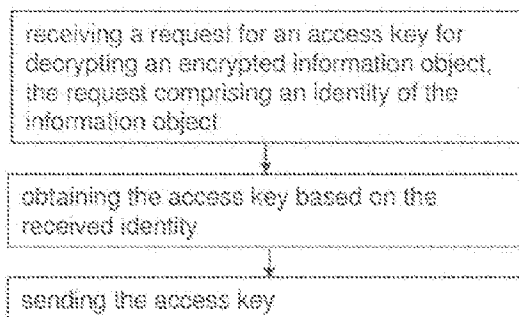 receiving a request for an access key for
decrypting an encrypted information object,
the request comprising an identity of the
information object
obtaining the access key based on the
received identity
sending the access key